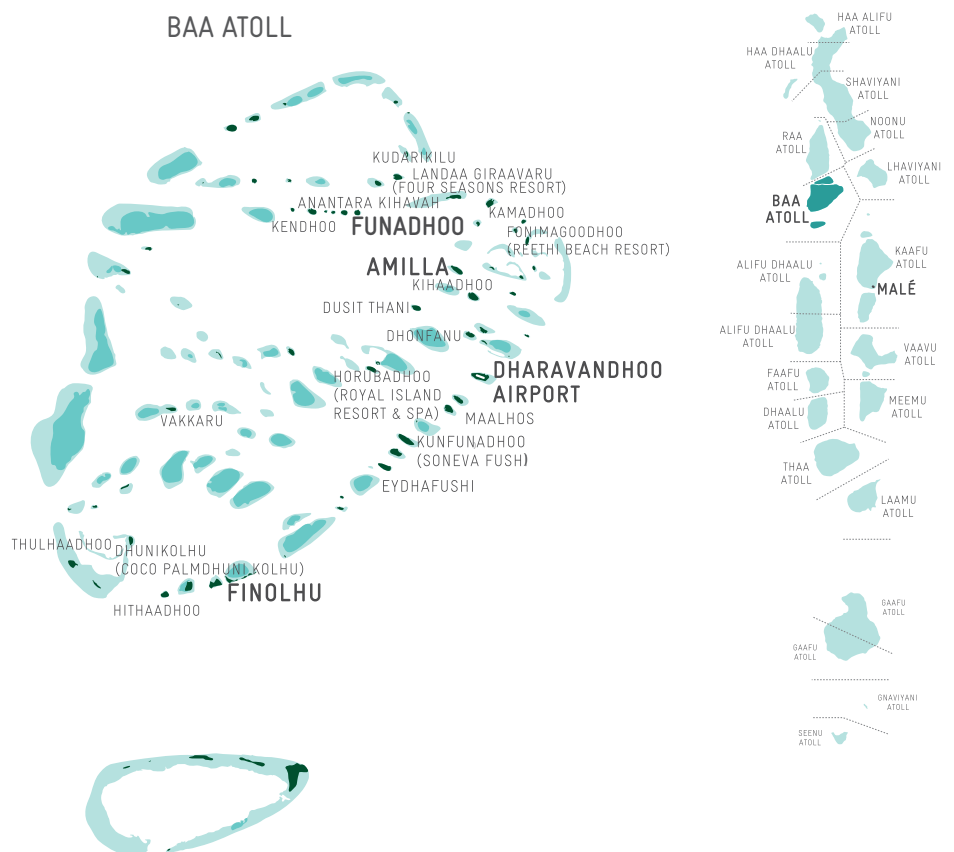 BAA ATOLL
KUDARIKILU
LANDAA GIRAAVARU
(FOUR SEASONS RESORT)
ANANTARA KIHAVAH
KENDHOO
FUNADHOO
KAMADHOO
FONIMAGOODHOO
(REETHI BEACH RESORT)
AMILLA
KIHAADHOO
DUSIT THANI
DHONFANU
DHARAVANDHOO
AIRPORT
HORUBADHOO
(ROYAL ISLAND
RESORT & SPA)
MAALHOS
VAKKARU
KUNFUNADHOO
(SONEVA FUSH)
EYDHAFUSHI
THULHAADHOO
DHUNIKOLHU
(COCO PALMDHUNI KOLHU)
FINOLHU
HITHAADHOO
HAA ALIFU
ATOLL
HAA DHAALU
ATOLL
SHAVIYANI
ATOLL
NOONU
ATOLL
RAA
ATOLL
LHAVIYANI
ATOLL
BAA
ATOLL
KAAFU
ATOLL
ALIFU DHAALU
ATOLL
MALÉ
ALIFU DHAALU
ATOLL
VAAVU
ATOLL
FAAFU
ATOLL
MEEMU
ATOLL
DHAALU
ATOLL
THAA
ATOLL
LAAMU
ATOLL
GAAFU
ATOLL
GAAFU
ATOLL
GNAVIYANI
ATOLL
SEENU
ATOLL